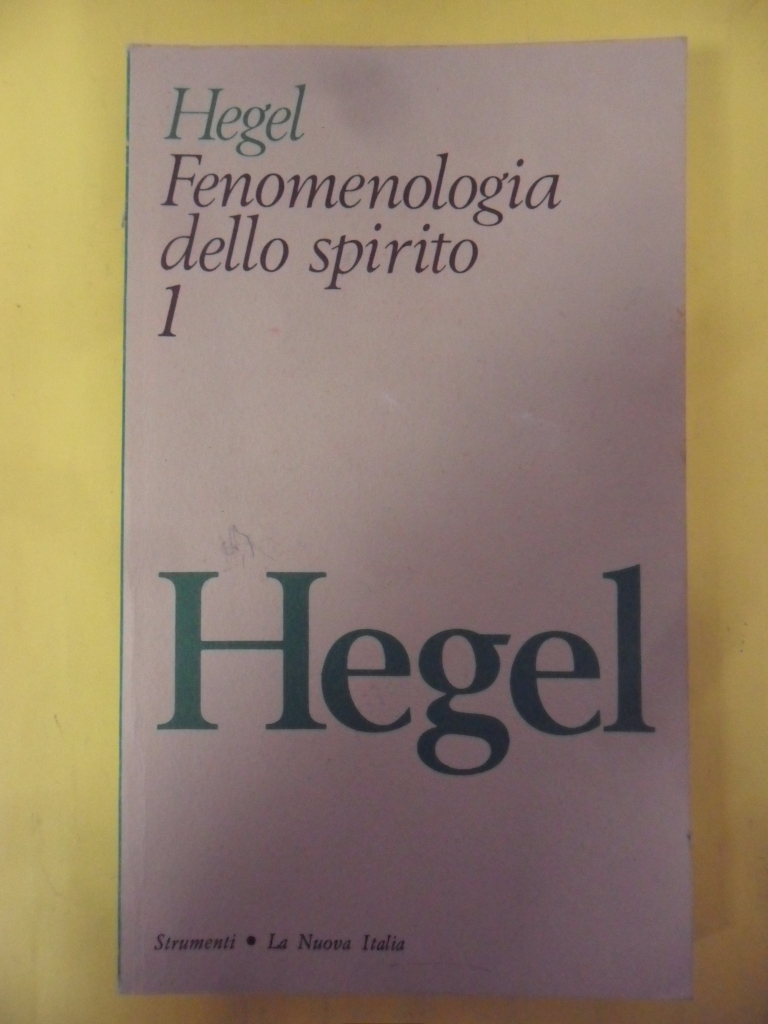 Hegel
Fenomenologia
dello spirito
1
Hegel
Strumenti • La Nuova Italia